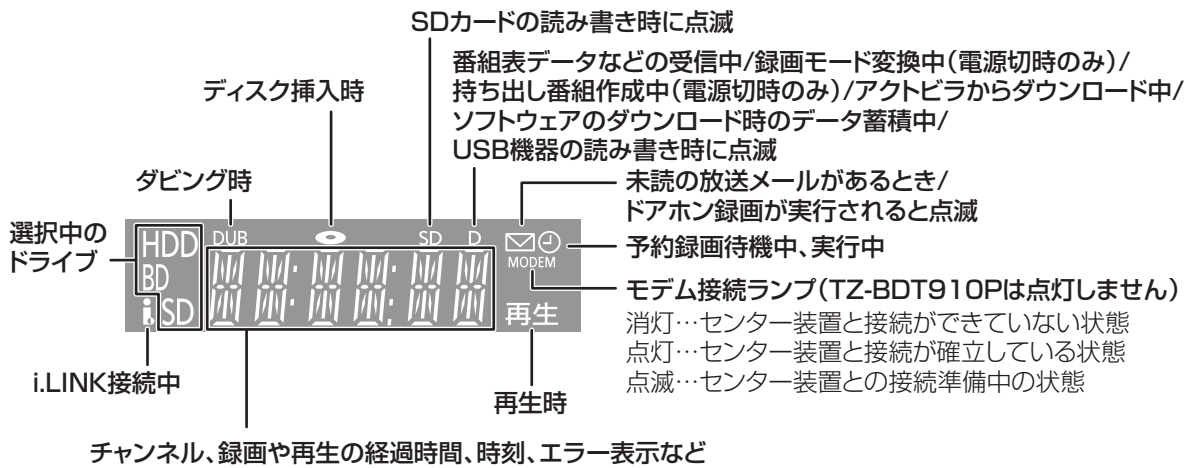 SDカードの読み書き時に点滅
番組表データなどの受信中/録画モード変換中(電源切時のみ)/
持ち出し番組作成中(電源切時のみ)/アクトビラからダウンロード中/
ソフトウェアのダウンロード時のデータ蓄積中/
USB機器の読み書き時に点滅
ディスク挿入時
ダビング時
未読の放送メールがあるとき/
ドアホン録画が実行されると点滅
選択中の
ドライブ
HDD
BD
SD
DUB
SD
D
MODEM
再生
予約録画待機中、実行中
モデム接続ランプ(TZ-BDT910Pは点灯しません)
消灯…センター装置と接続ができていない状態
点灯…センター装置と接続が確立している状態
点滅…センター装置との接続準備中の状態
i.LINK接続中
再生時
チャンネル、録画や再生の経過時間、時刻、エラー表示など